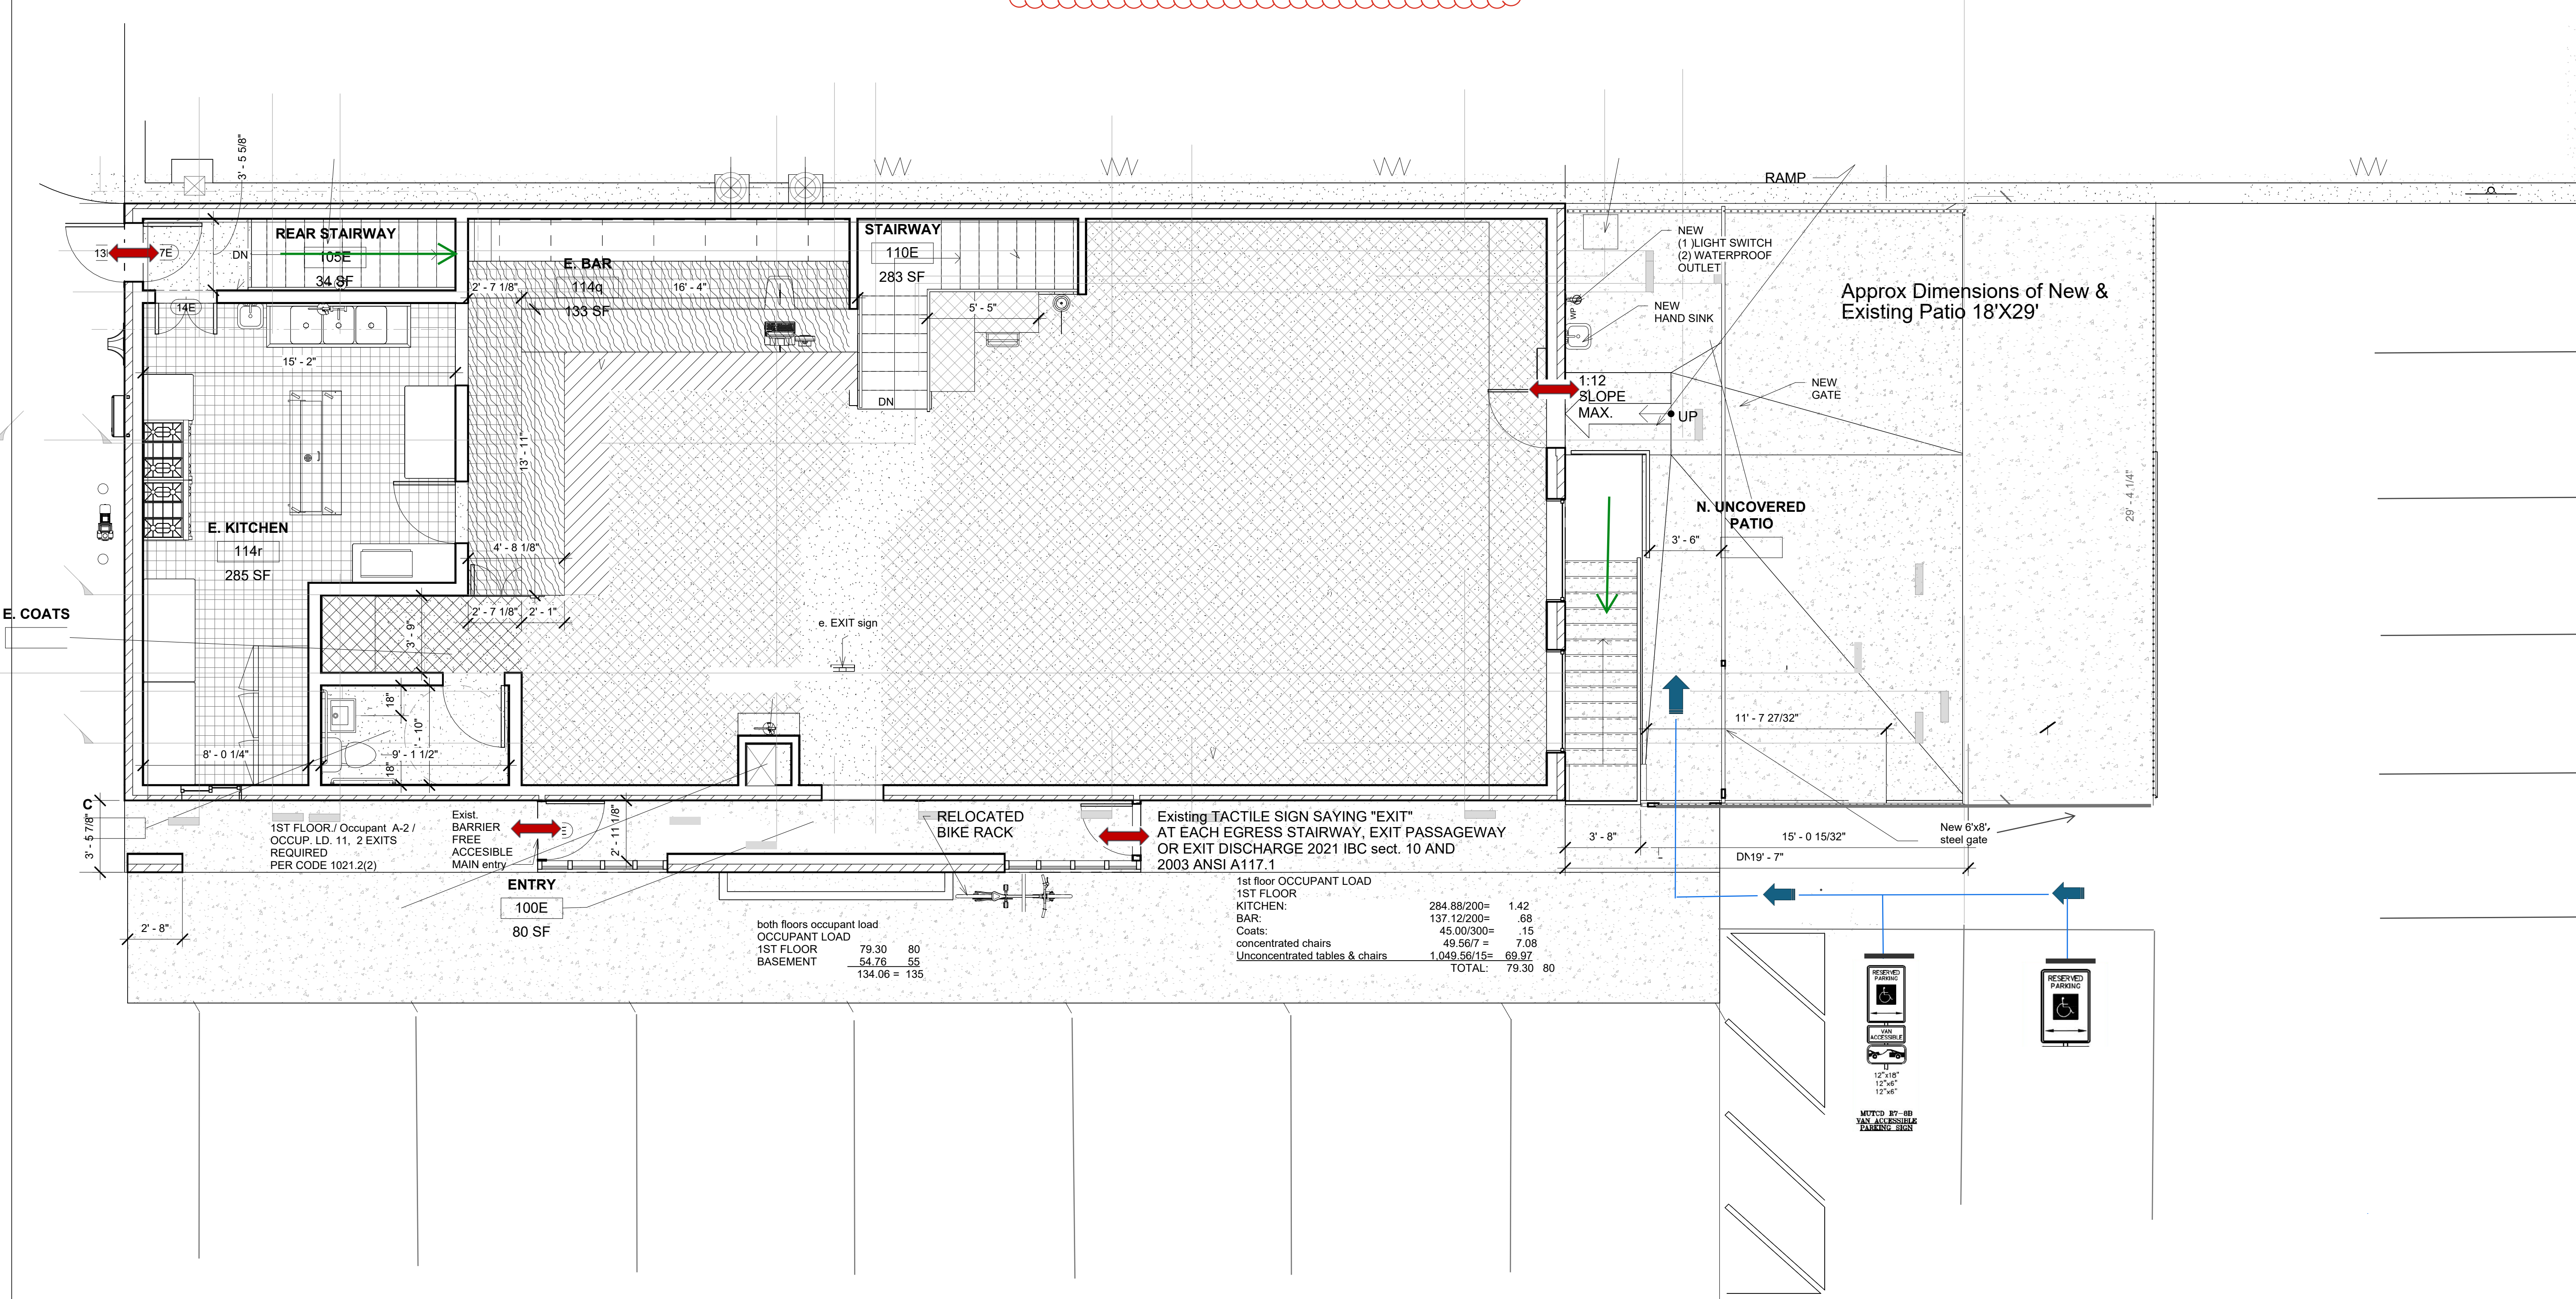 RAMP
3' - 5 5/8"
REAR STAIRWAY
105E
34 SF
DN
13
7E
14E
E. BAR
114q
133 SF
2' - 7 1/8"
16' - 4"
STAIRWAY
110E
283 SF
5' - 5"
DN
NEW
(1 )LIGHT SWITCH
(2) WATERPROOF
OUTLET
WP
NEW
HAND SINK
Approx Dimensions of New &
Existing Patio 18'X29'
15' - 2"
1:12
SLOPE
MAX.
UP
NEW
GATE
13' - 11"
29' - 4 1/4"
E. KITCHEN
114r
285 SF
4' - 8 1/8"
N. UNCOVERED
PATIO
3' - 6"
E. COATS
2' - 7 1/8"
2' - 1"
3' - 9"
e. EXIT sign
18"
' - 10"
18"
8' - 0 1/4"
9' - 1 1/2"
11' - 7 27/32"
C
3' - 5 7/8"
1ST FLOOR./ Occupant A-2 /
OCCUP. LD. 11, 2 EXITS
REQUIRED
PER CODE 1021.2(2)
Exist.
BARRIER
FREE
ACCESIBLE
MAIN entry
2' - 11 1/8"
RELOCATED
BIKE RACK
Existing TACTILE SIGN SAYING "EXIT"
AT EACH EGRESS STAIRWAY, EXIT PASSAGEWAY
OR EXIT DISCHARGE 2021 IBC sect. 10 AND
2003 ANSI A117.1
3' - 8"
15' - 0 15/32"
DN
19' - 7"
New 6'x8',
steel gate
ENTRY
100E
80 SF
2' - 8"
both floors occupant load
OCCUPANT LOAD
1ST FLOOR 79.30 80
BASEMENT 54.76 55
134.06 = 135
1st floor OCCUPANT LOAD
1ST FLOOR
KITCHEN: 284.88/200= 1.42
BAR: 137.12/200= .68
Coats: 45.00/300= .15
concentrated chairs 49.56/7 = 7.08
Unconcentrated tables & chairs 1,049.56/15= 69.97
TOTAL: 79.30 80
RESERVED
PARKING
VAN
ACCESSIBLE
12"x18"
12"x6"
12"x6"
MUTCD R7-8B
VAN ACCESSIBLE
PARKING SIGN
RESERVED
PARKING